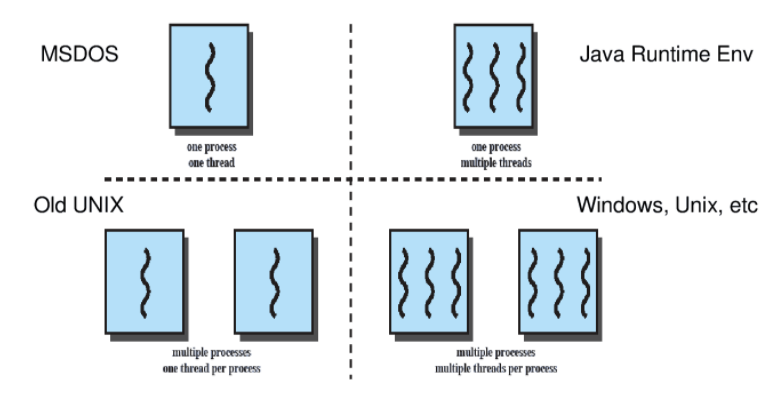 MSDOS
Java Runtime Env
one process
one thread
one process
multiple threads
Old UNIX
Windows, Unix, etc
multiple processes
one thread per process
multiple processes
multiple threads per process